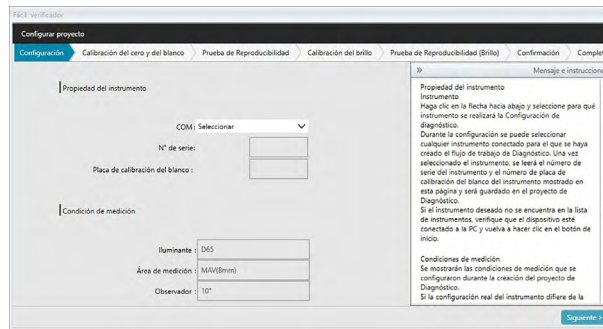 Fácil verificador
Configurar proyecto
Configuración
Calibración del cero y del blanco
Prueba de Reproducibilidad
Calibración del brillo
Prueba de Reproducibilidad (Brillo)
Confirmación
Complet
Propiedad del instrumento
COM: Seleccionar
N° de serie:
Placa de calibración del blanco :
Condición de medición
Iluminante : D65
Área de medición : MAV(8mm)
Observador : 10°
» Mensaje e instruccione
Propiedad del instrumento
Instrumento
Haga clic en la flecha hacia abajo y seleccione para qué
instrumento se realizará la Configuración de
diagnóstico.
Durante la configuración se puede seleccionar
cualquier instrumento conectado para el que se haya
creado el flujo de trabajo de Diagnóstico. Una vez
seleccionado el instrumento, se leerá el número de
serie del instrumento y el número de placa de
calibración del blanco del instrumento mostrado en
esta página y será guardado en el proyecto de
Diagnóstico.
Si el instrumento deseado no se encuentra en la lista
de instrumentos, verifique que el dispositivo esté
conectado a la PC y vuelva a hacer clic en el botón de
inicio.
Condiciones de medición
Se mostrarán las condiciones de medición que se
configuraron durante la creación del proyecto de
Diagnóstico.
Si la configuración real del instrumento difiere de la
Siguiente >